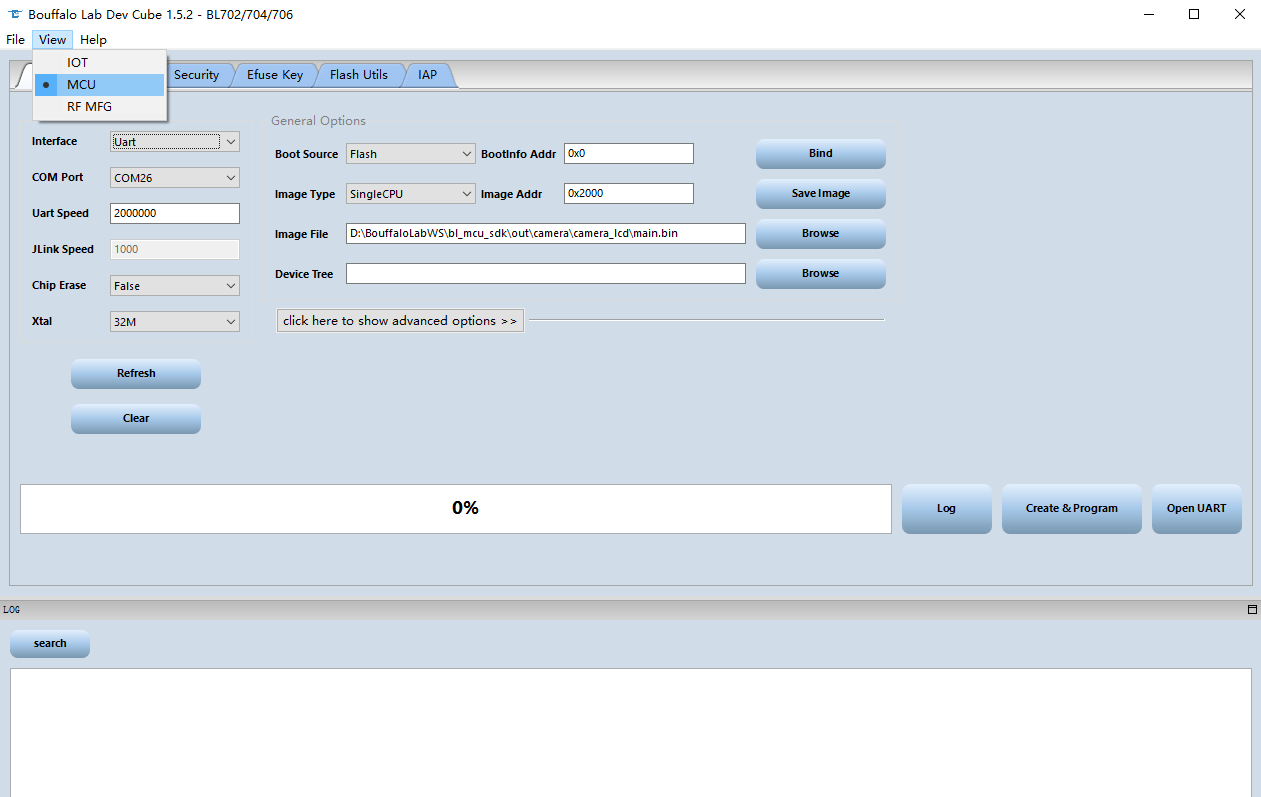 Bouffalo Lab Dev Cube 1.5.2 - BL702/704/706
File View Help
IOT
MCU
RF MFG
Security Efuse Key Flash Utils IAP
Interface Uart
COM Port COM26
Uart Speed 2000000
JLink Speed 1000
Chip Erase False
Xtal 32M
Refresh
Clear
General Options
Boot Source Flash BootInfo Addr 0x0 Bind
Image Type SingleCPU Image Addr 0x2000 Save Image
Image File D:\BouffaloLabWS\bl_mcu_sdk\out\camera\camera_lcd\main.bin Browse
Device Tree Browse
click here to show advanced options >>
0% Log Create & Program Open UART
LOG
search